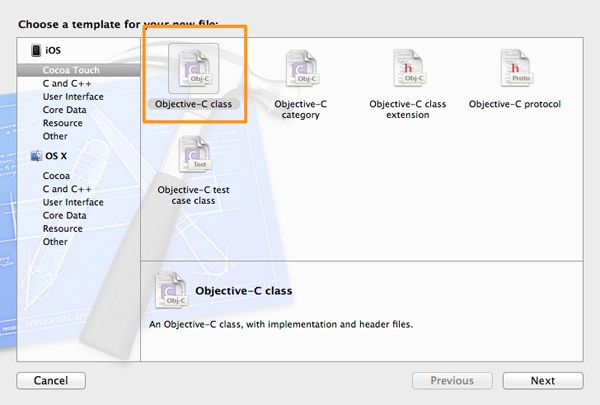 Choose a template for your new file:
iOS
Cocoa Touch
C and C++
User Interface
Core Data
Resource
Other
OS X
Cocoa
C and C++
User Interface
Core Data
Resource
Other
Obj-C
Objective-C class
Obj-C
Objective-C
category
h
Obj-C
Objective-C class
extension
h
Proto
Objective-C protocol
Test
Objective-C test
case class
Obj-C
Objective-C class
An Objective-C class, with implementation and header files.
Cancel
Previous
Next